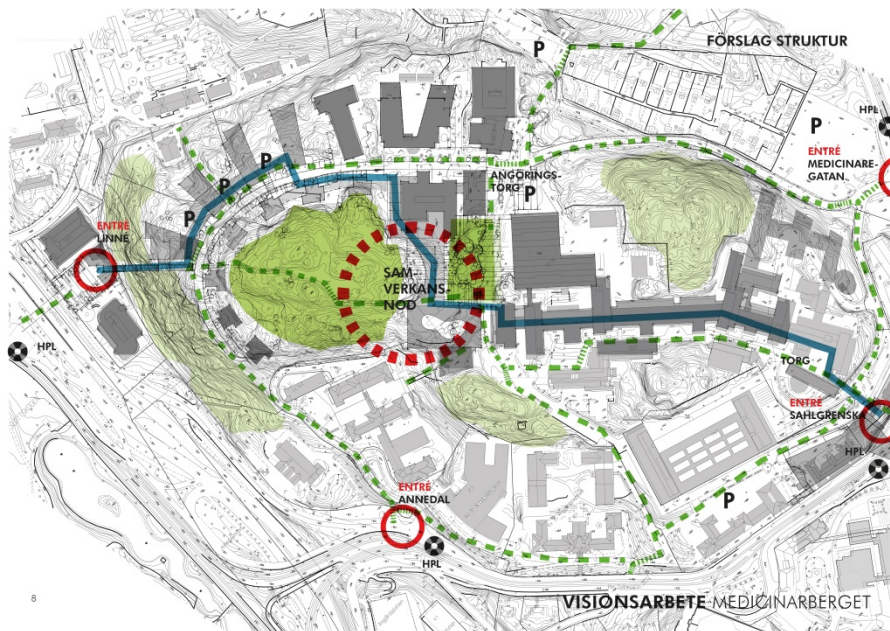 FÖRSLAG STRUKTUR
P
HPL
P
ENTRÉ
MEDICINARE-
GATAN
ANGÖRINGS-
TORG
P
P
P
P
ENTRÉ
LINNÉ
SAM-
VERKANS-
NOD
HPL
TORG
ENTRÉ
SAHLGRENSKA
HPL
ENTRÉ
ANNEDAL
P
HPL
8
VISIONSARBETE MEDICINARBERGET